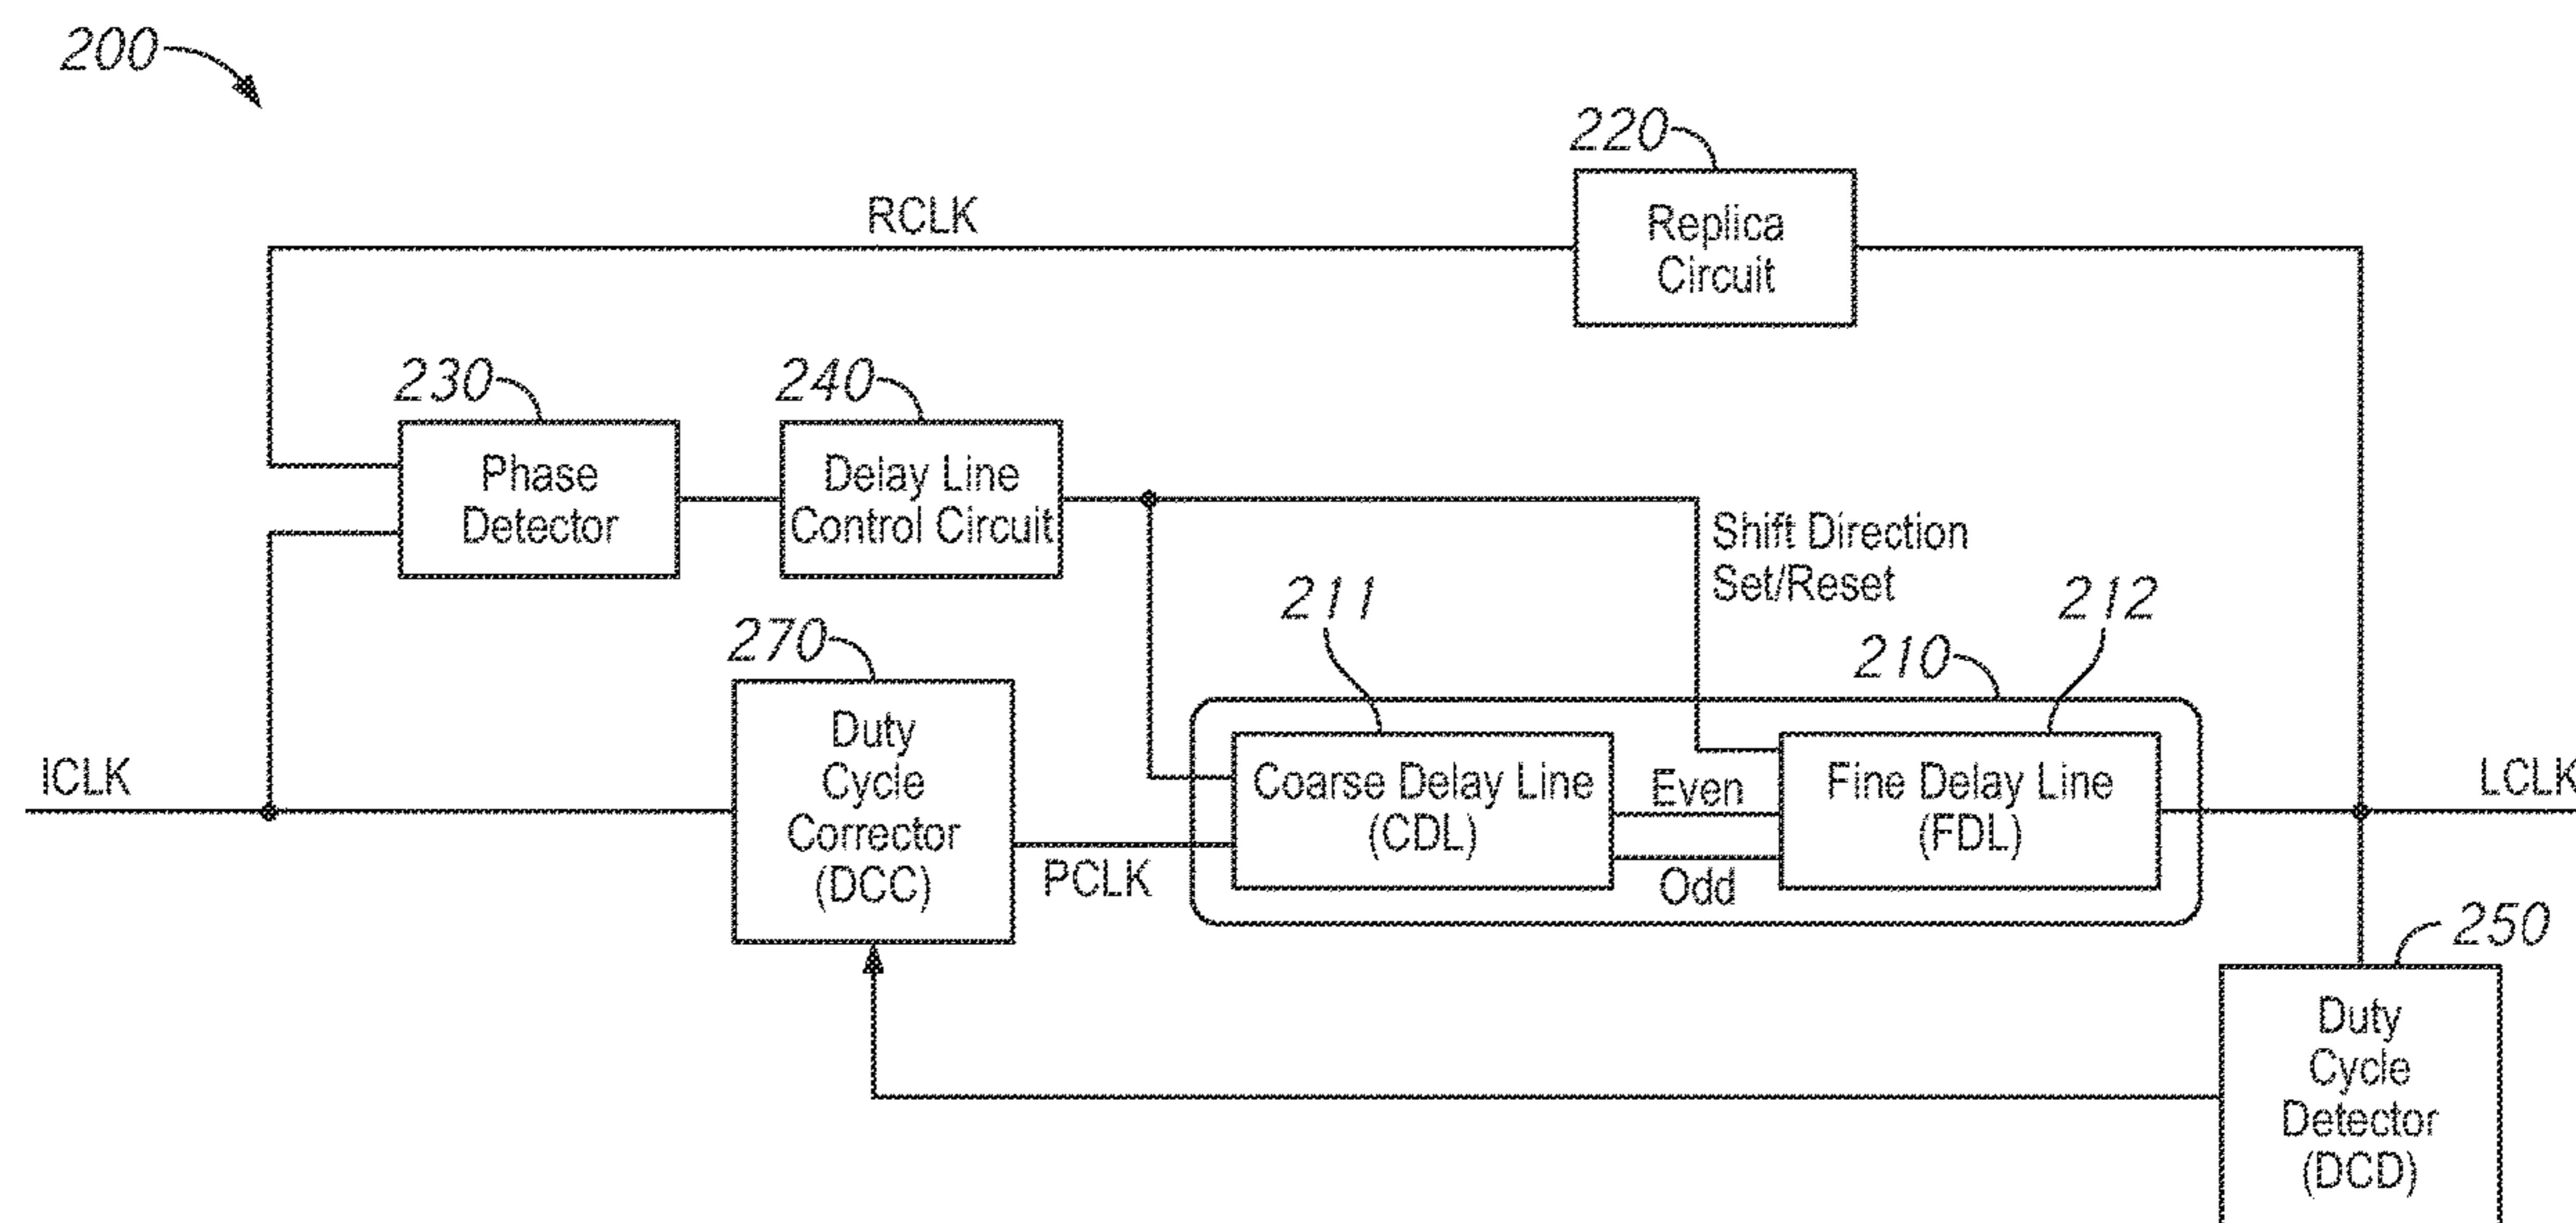 200
220
RCLK
Replica
Circuit
230
240
Phase
Detector
Delay Line
Control Circuit
Shift Direction
Set/Reset
211
212
270
210
Duty
Cycle
Corrector
(DCC)
ICLK
LCLK
Coarse Delay Line
(CDL)
Even
Fine Delay Line
(FDL)
PCLK
Odd
250
Duty
Cycle
Detector
(DCD)